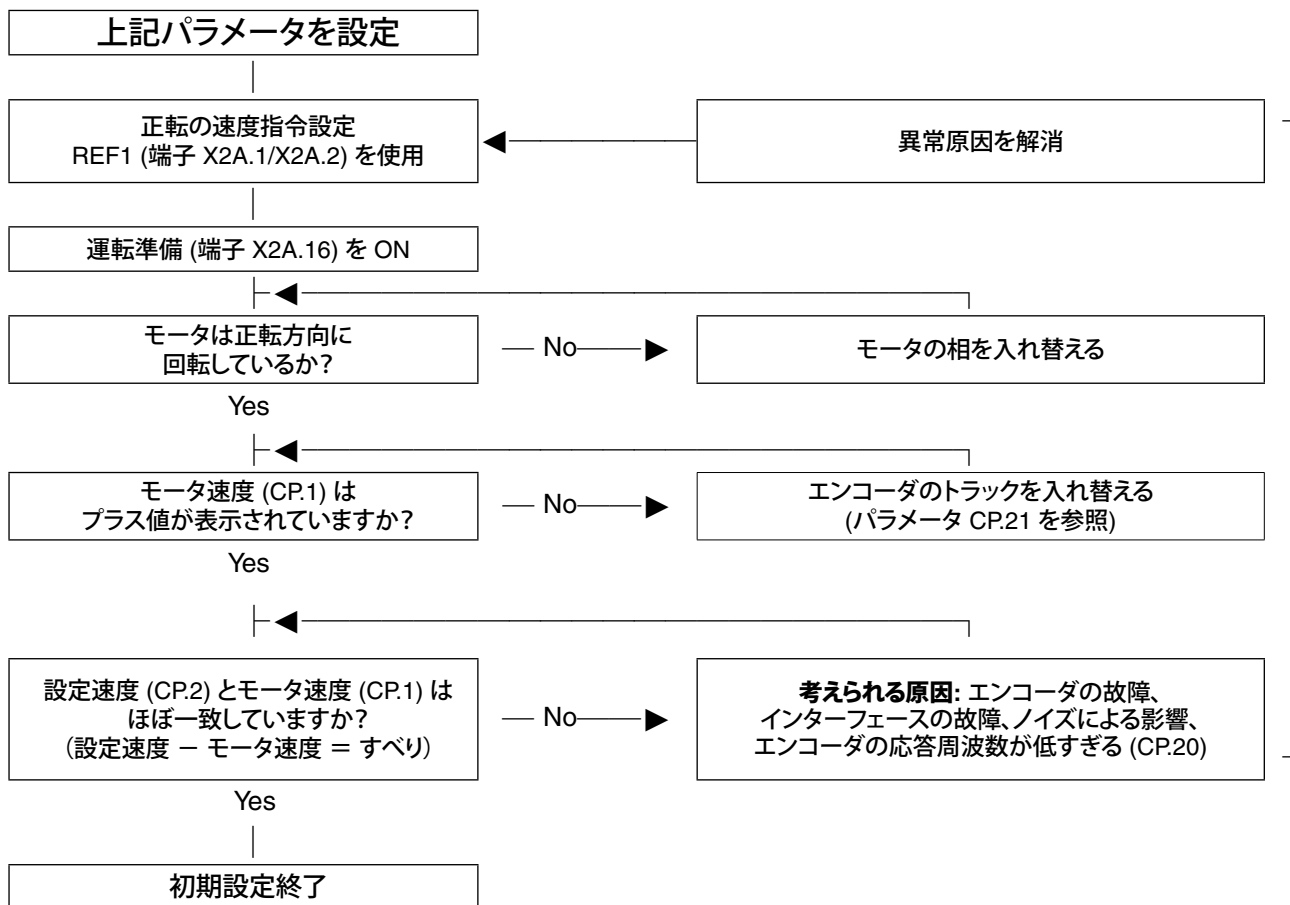 上記パラメータを設定
正転の速度指令設定
REF1 (端子 X2A.1/X2A.2) を使用
異常原因を解消
運転準備 (端子 X2A.16) を ON
モータは正転方向に
回転しているか?
No
モータの相を入れ替える
Yes
モータ速度 (CP.1) は
プラス値が表示されていますか?
No
エンコーダのトラックを入れ替える
(パラメータ CP.21 を参照)
Yes
設定速度 (CP.2) とモータ速度 (CP.1) は
ほぼ一致していますか?
(設定速度 − モータ速度 = すべり)
No
考えられる原因: エンコーダの故障、
インターフェースの故障、ノイズによる影響、
エンコーダの応答周波数が低すぎる (CP.20)
Yes
初期設定終了